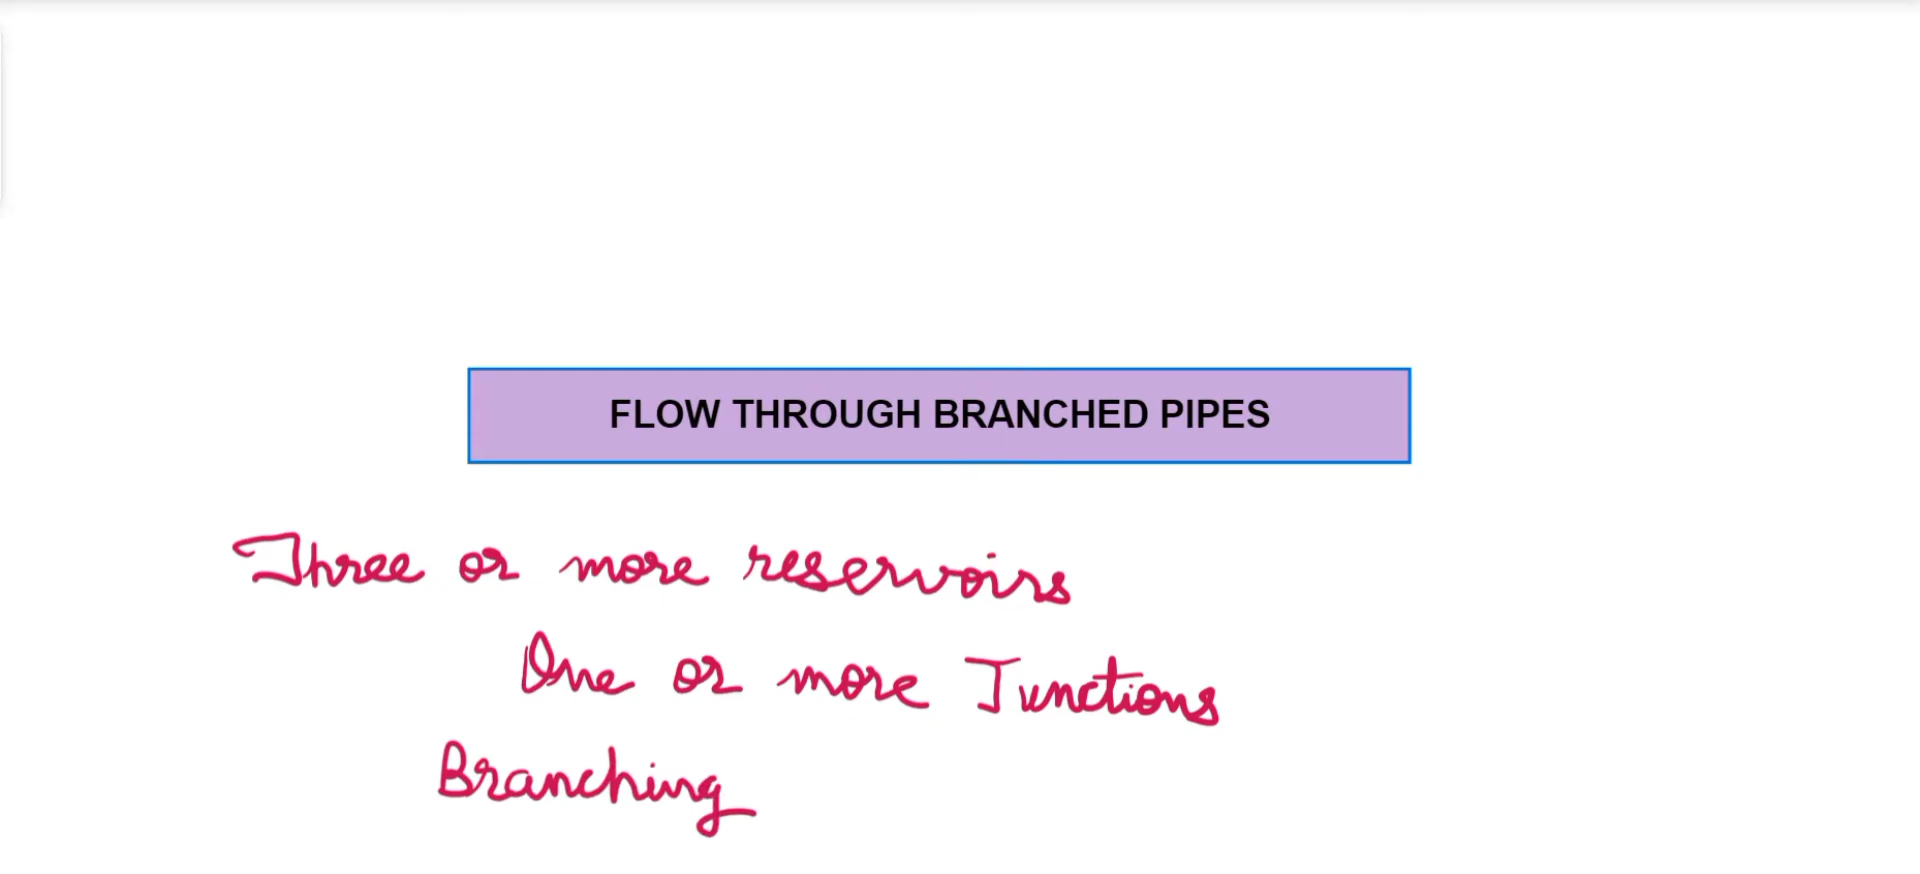 FLOW THROUGH BRANCHED PIPES
Three or more reservoirs
One or more Junctions
Branching